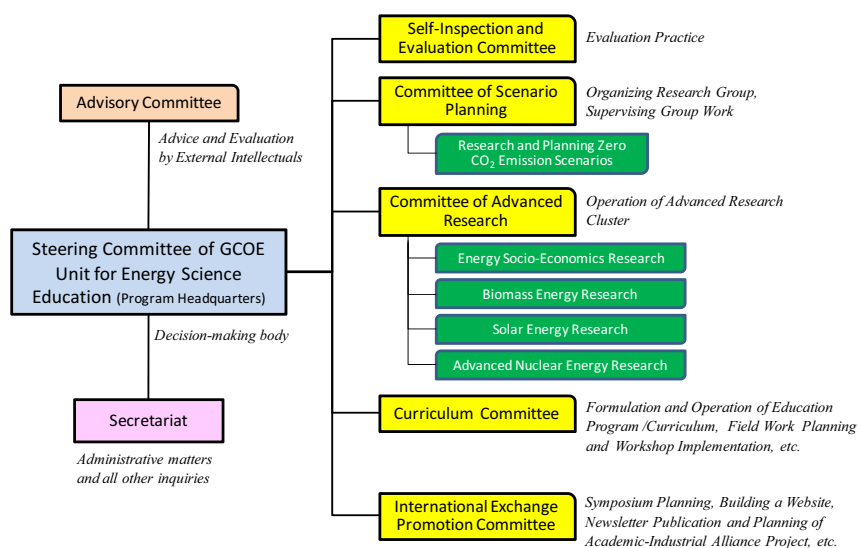 Advisory Committee
Advice and Evaluation
by External Intellectuals
Steering Committee of GCOE
Unit for Energy Science
Education (Program Headquarters)
Decision-making body
Secretariat
Administrative matters
and all other inquiries
Self-Inspection and
Evaluation Committee
Evaluation Practice
Committee of Scenario
Planning
Organizing Research Group,
Supervising Group Work
Research and Planning Zero
CO₂ Emission Scenarios
Committee of Advanced
Research
Operation of Advanced Research
Cluster
Energy Socio-Economics Research
Biomass Energy Research
Solar Energy Research
Advanced Nuclear Energy Research
Curriculum Committee
Formulation and Operation of Education
Program /Curriculum, Field Work Planning
and Workshop Implementation, etc.
International Exchange
Promotion Committee
Symposium Planning, Building a Website,
Newsletter Publication and Planning of
Academic-Industrial Alliance Project, etc.